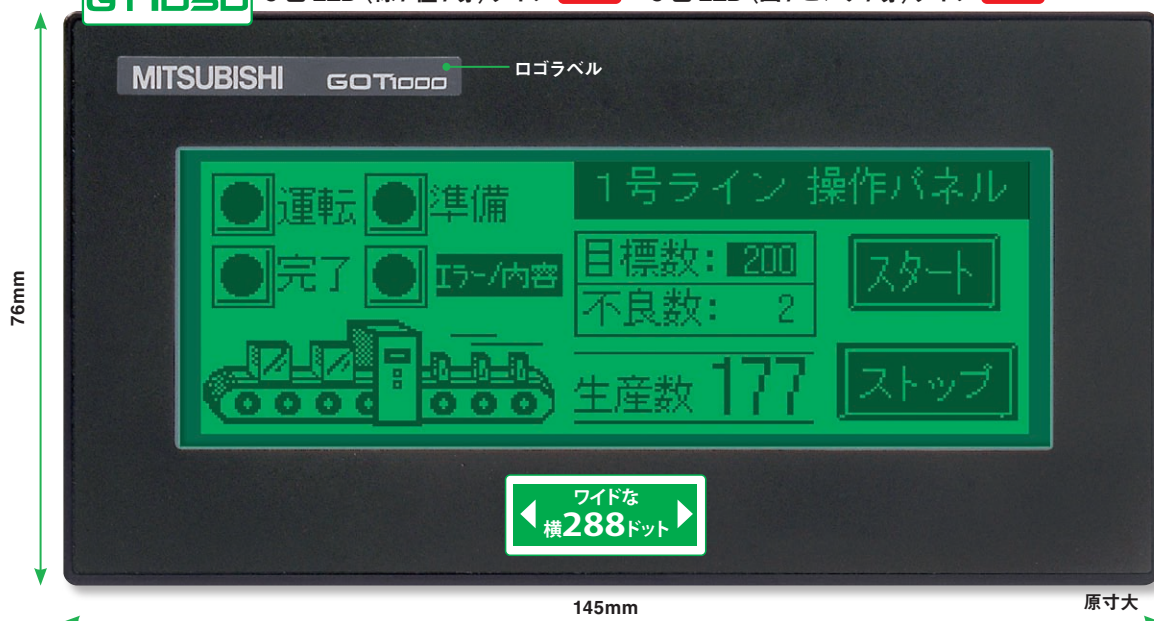 MITSUBISHI GOT1000
ロゴラベル
運転 準備
完了 エラー/内容
1号ライン 操作パネル
目標数: 200
不良数: 2
生産数 177
スタート
ストップ
ワイドな
横288ドット
76mm
145mm
原寸大